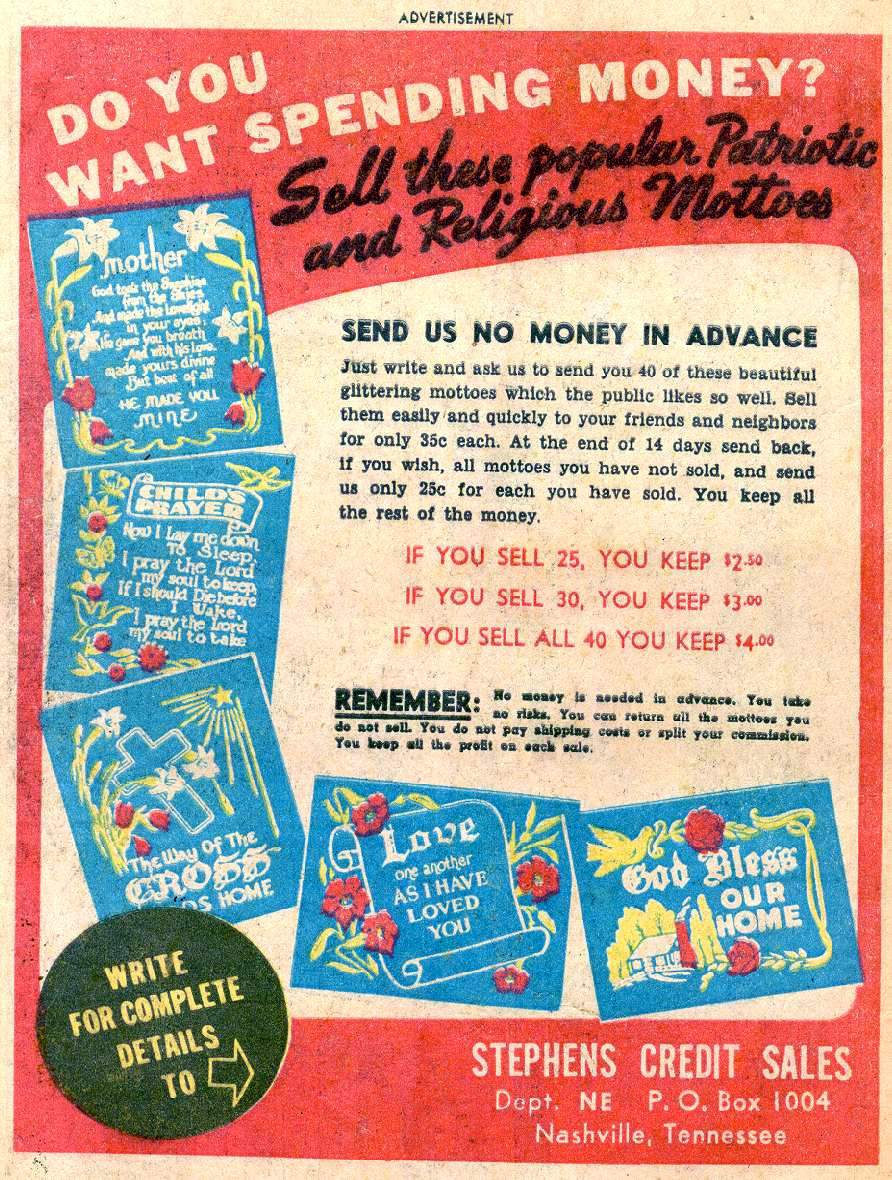 ADVERTISEMENT
DO YOU
WANT SPENDING MONEY?
Sell these popular Patriotic
and Religious Mottoes
mother
God took the Sunshine
from the Skies
And made the Lovelight
in your eyes
He gave you breath
And with his Love
made yours divine
But best of all
HE MADE YOU
MINE
CHILD'S
PRAYER
Now I Lay me down
To Sleep,
I pray the Lord
my soul to keep,
If I should Die before
I Wake,
I pray the Lord
my soul to take
The Way Of The
CROSS
DS HOME
SEND US NO MONEY IN ADVANCE
Just write and ask us to send you 40 of these beautiful
glittering mottoes which the public likes so well. Sell
them easily and quickly to your friends and neighbors
for only 35c each. At the end of 14 days send back,
if you wish, all mottoes you have not sold, and send
us only 25c for each you have sold. You keep all
the rest of the money.
IF YOU SELL 25, YOU KEEP $2.50
IF YOU SELL 30, YOU KEEP $3.00
IF YOU SELL ALL 40 YOU KEEP $4.00
REMEMBER: No money is needed in advance. You take
no risks. You can return all the mottoes you
do not sell. You do not pay shipping costs or split your commission.
You keep all the profit on each sale.
Love
one another
AS I HAVE
LOVED
YOU
God Bless
OUR
HOME
WRITE
FOR COMPLETE
DETAILS
TO
STEPHENS CREDIT SALES
Dept. NE P. O. Box 1004
Nashville, Tennessee